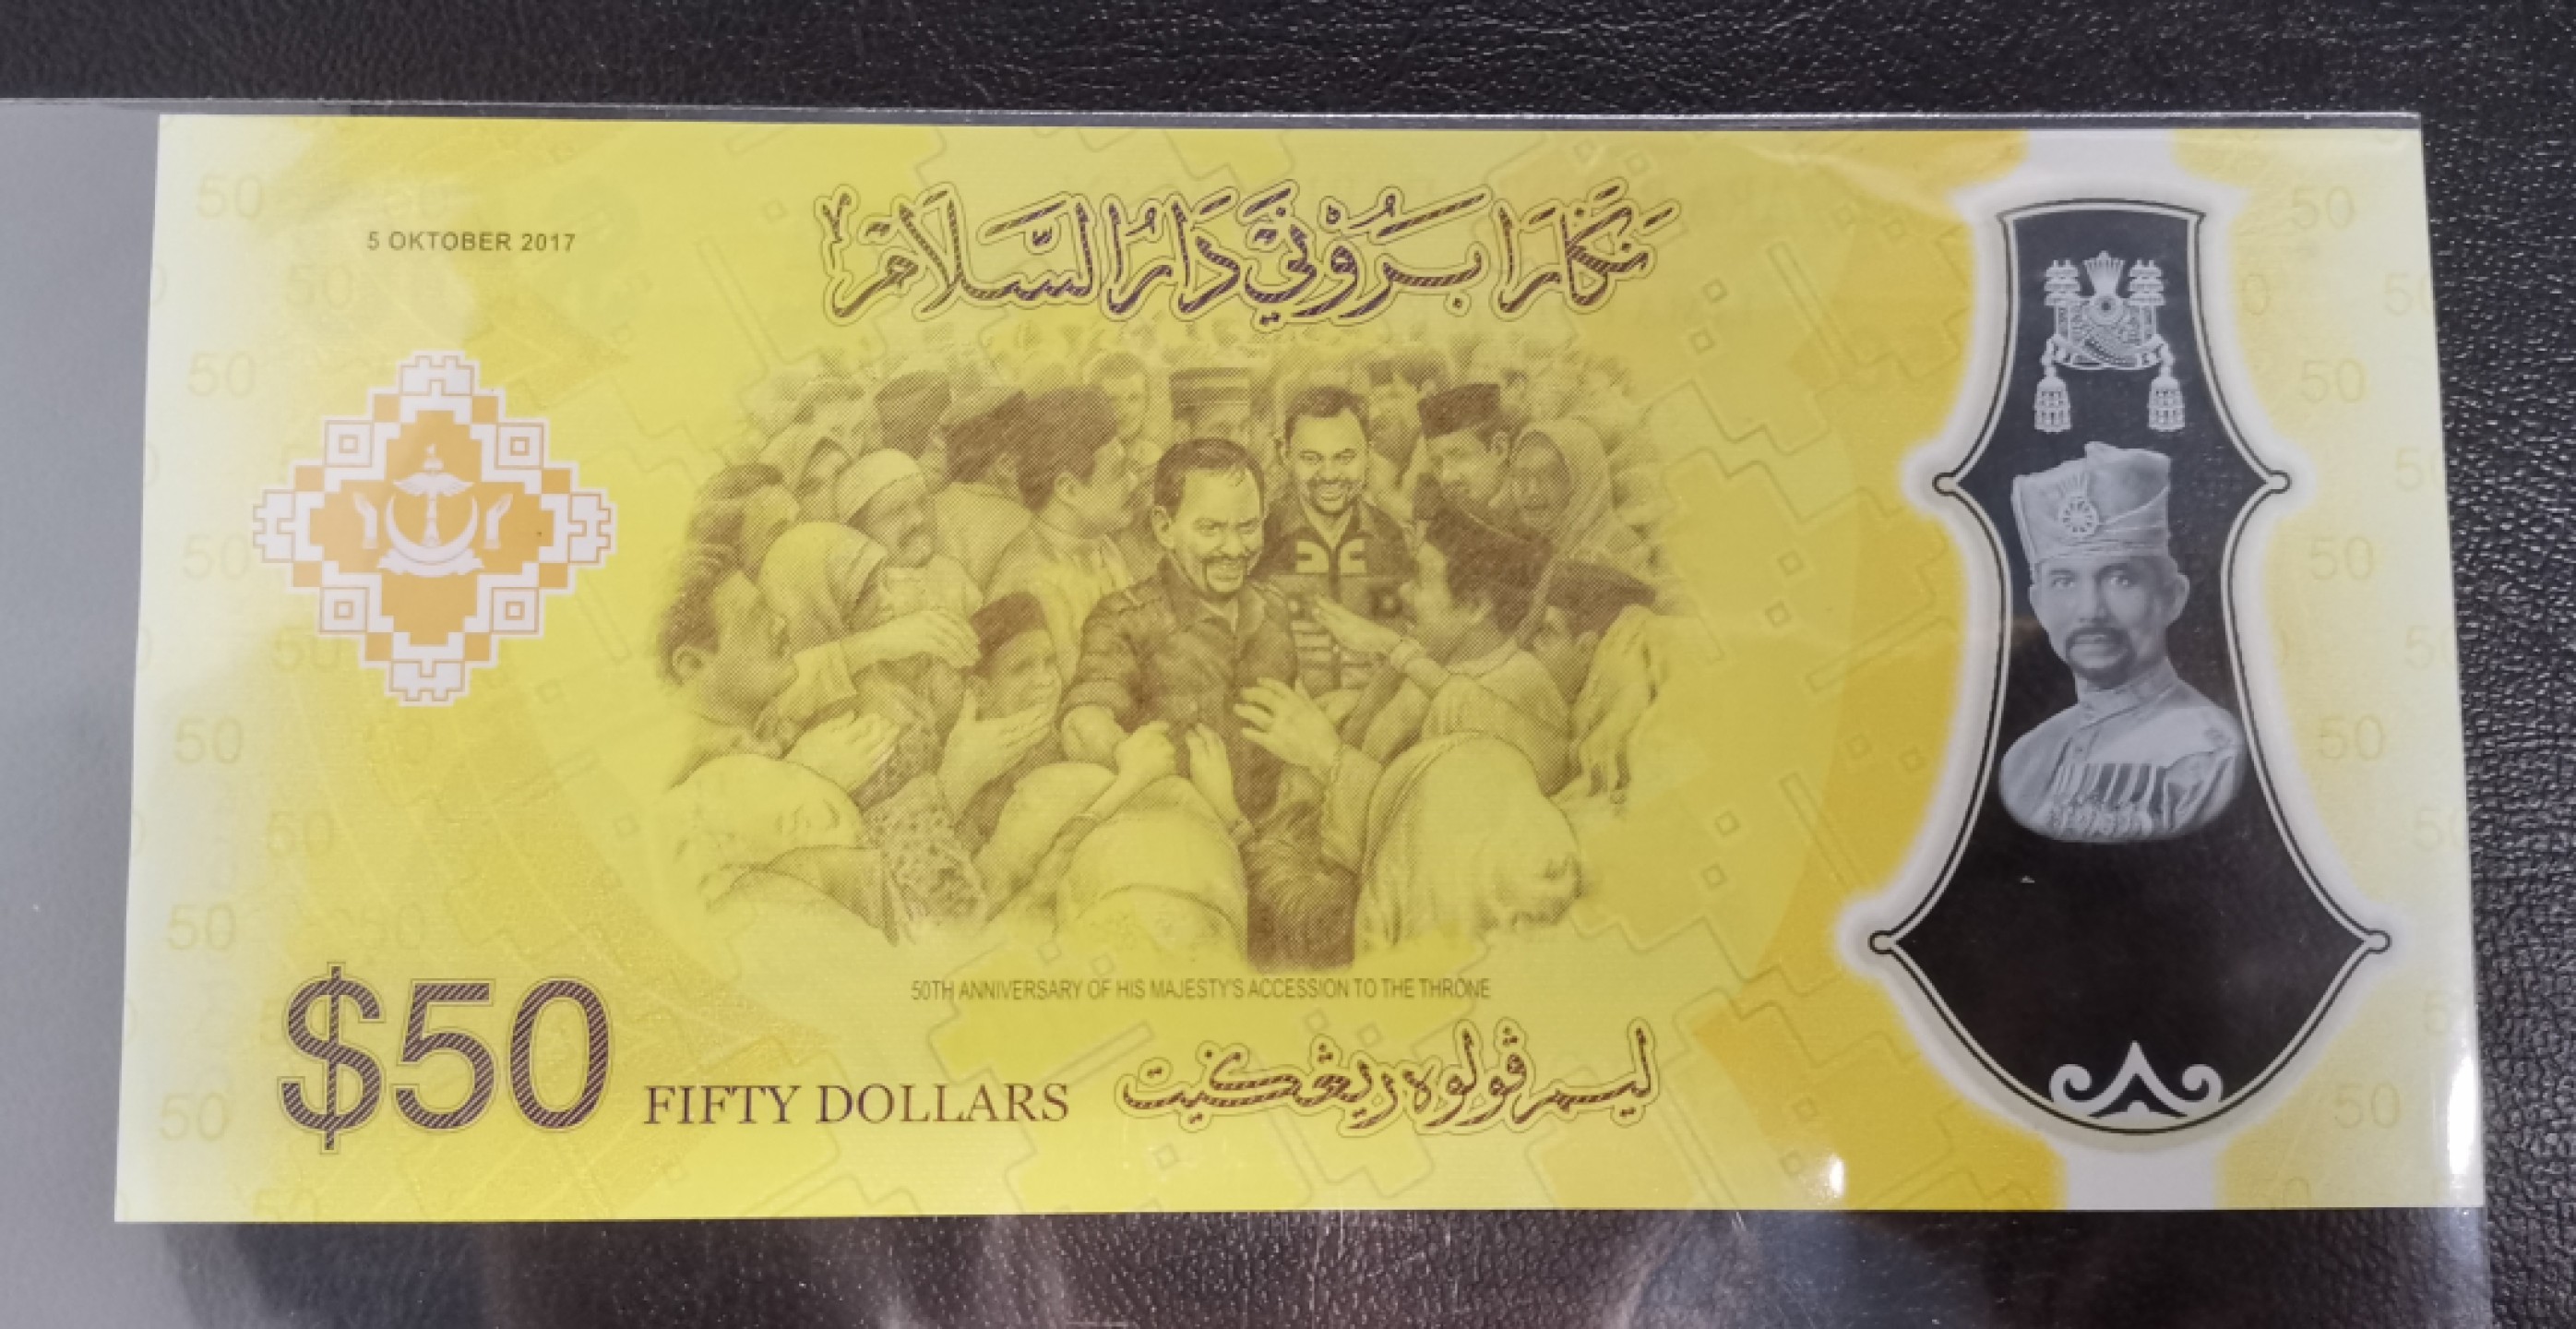 5 OKTOBER 2017
نݢارا بروني دارالسلام
50TH ANNIVERSARY OF HIS MAJESTY'S ACCESSION TO THE THRONE
$50 FIFTY DOLLARS ليم ڤولوه ريڠݢيت